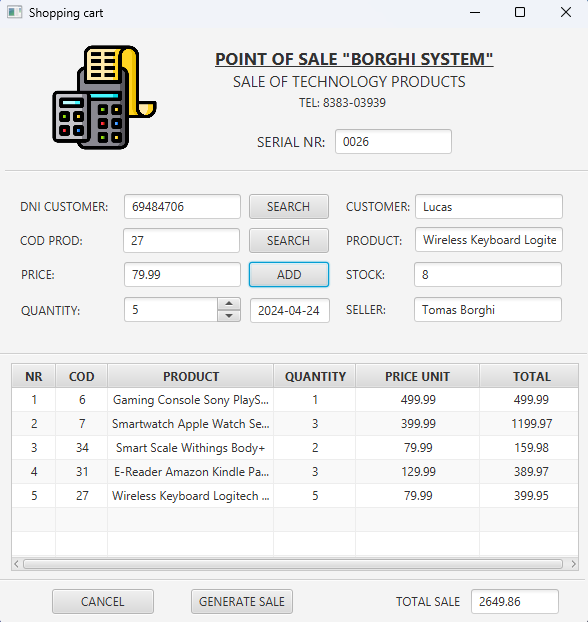 Shopping cart
POINT OF SALE "BORGHI SYSTEM"
SALE OF TECHNOLOGY PRODUCTS
TEL: 8383-03939
SERIAL NR: 0026
DNI CUSTOMER: 69484706 SEARCH CUSTOMER: Lucas
COD PROD: 27 SEARCH PRODUCT: Wireless Keyboard Logite
PRICE: 79.99 ADD STOCK: 8
QUANTITY: 5 2024-04-24 SELLER: Tomas Borghi
NR COD PRODUCT QUANTITY PRICE UNIT TOTAL
1 6 Gaming Console Sony PlayS... 1 499.99 499.99
2 7 Smartwatch Apple Watch Se... 3 399.99 1199.97
3 34 Smart Scale Withings Body+ 2 79.99 159.98
4 31 E-Reader Amazon Kindle Pa... 3 129.99 389.97
5 27 Wireless Keyboard Logitech ... 5 79.99 399.95
CANCEL GENERATE SALE TOTAL SALE 2649.86